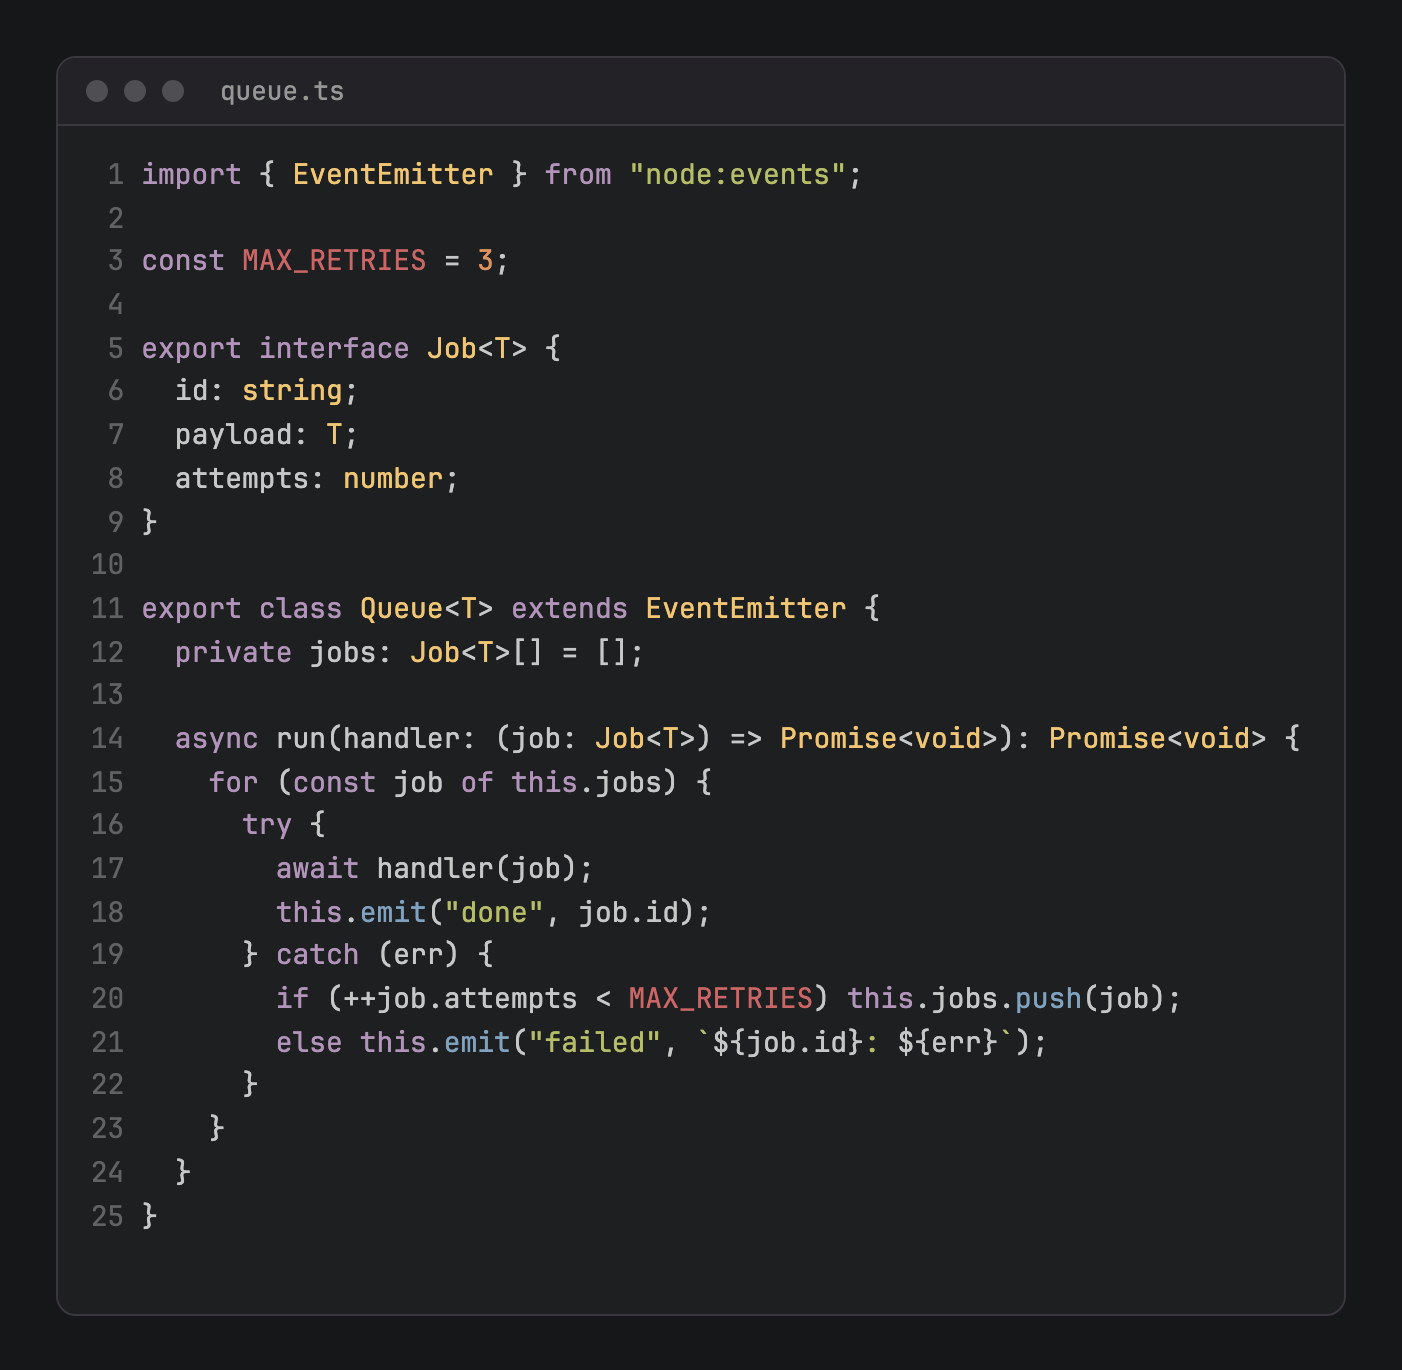 queue.ts
1 import { EventEmitter } from "node:events";
2
3 const MAX_RETRIES = 3;
4
5 export interface Job<T> {
6   id: string;
7   payload: T;
8   attempts: number;
9 }
10
11 export class Queue<T> extends EventEmitter {
12   private jobs: Job<T>[] = [];
13
14   async run(handler: (job: Job<T>) => Promise<void>): Promise<void> {
15     for (const job of this.jobs) {
16       try {
17         await handler(job);
18         this.emit("done", job.id);
19       } catch (err) {
20         if (++job.attempts < MAX_RETRIES) this.jobs.push(job);
21         else this.emit("failed", `${job.id}: ${err}`);
22       }
23     }
24   }
25 }